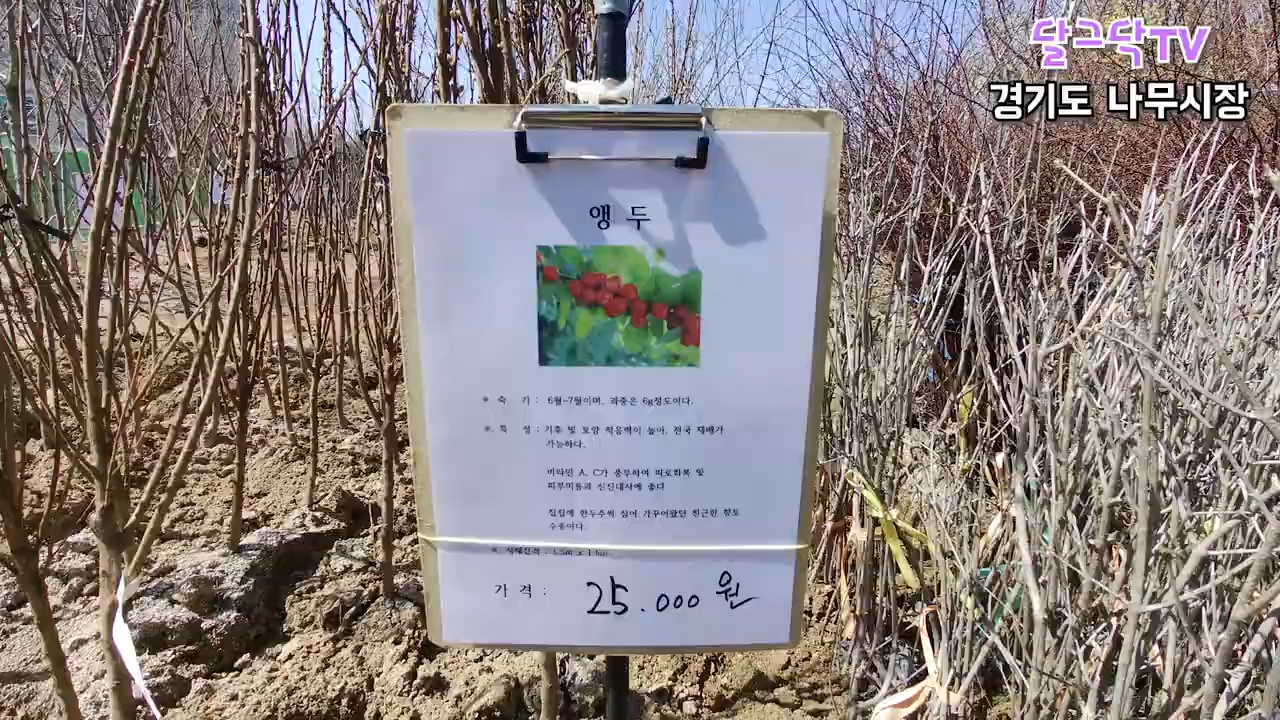 달그닥TV
경기도 나무시장
앵 두
※ 숙 기 : 6월~7월이며, 과중은 6g정도이다.
※. 특 성 : 기후 및 토양 적응력이 높아, 전국 재배가
가능하다.
비타민 A, C가 풍부하여 피로회복 및
피부미용과 신진대사에 좋다
집집에 한두주씩 심어 가꾸어왔던 친근한 향토
수종이다.
※. 식재간격 :
가 격 : 25.000 원